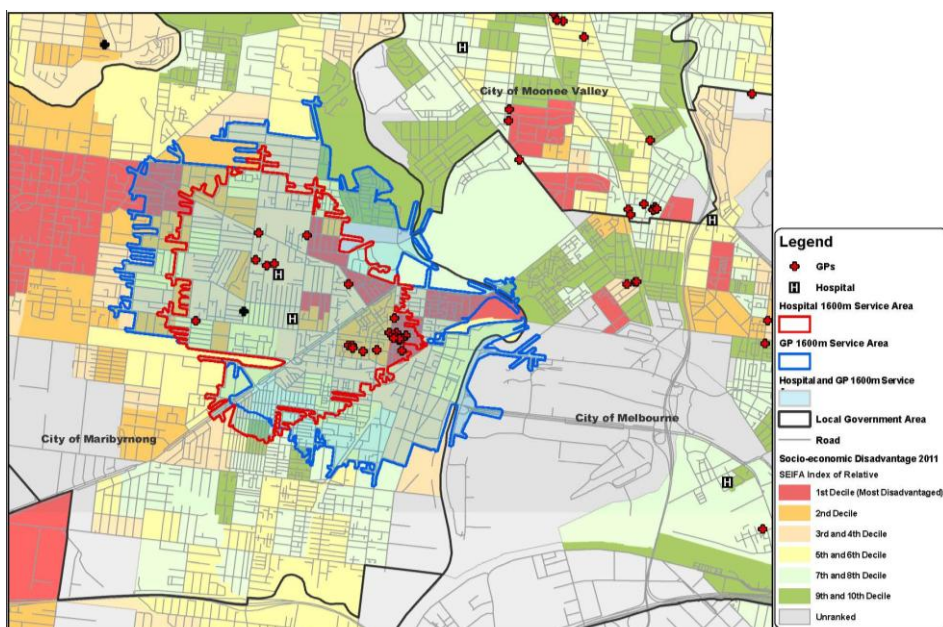 City of Moonee Valley
City of Melbourne
City of Maribyrnong
Legend
GPs
Hospital
Hospital 1600m Service Area
GP 1600m Service Area
Hospital and GP 1600m Service
Local Government Area
Road
Socio-economic Disadvantage 2011
SEIFA Index of Relative
1st Decile (Most Disadvantaged)
2nd Decile
3rd and 4th Decile
5th and 6th Decile
7th and 8th Decile
9th and 10th Decile
Unranked